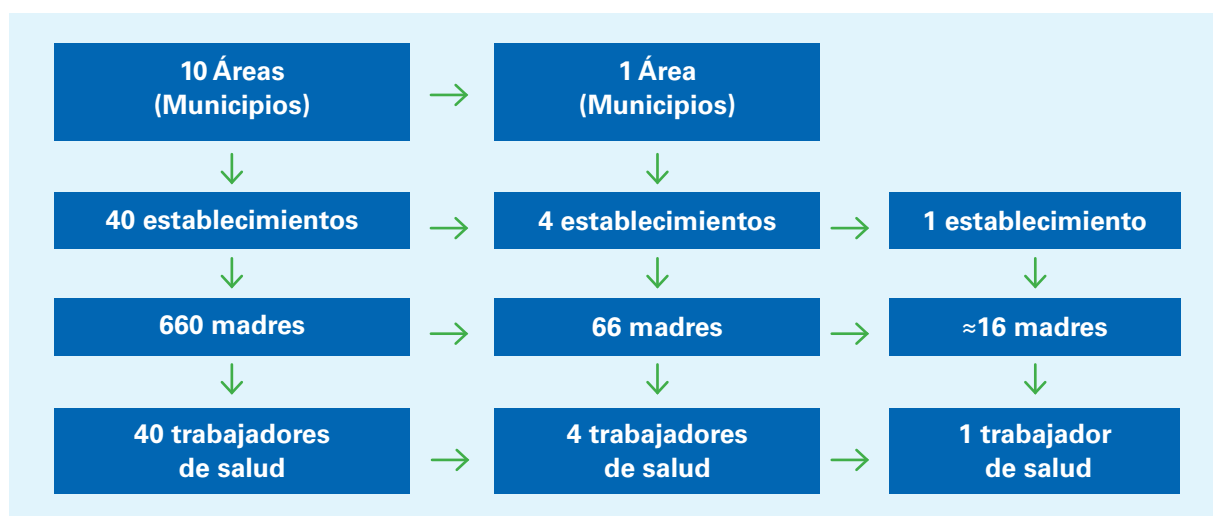 10 Áreas
(Municipios)
1 Área
(Municipios)
40 establecimientos
4 establecimientos
1 establecimiento
660 madres
66 madres
≈16 madres
40 trabajadores
de salud
4 trabajadores
de salud
1 trabajador
de salud